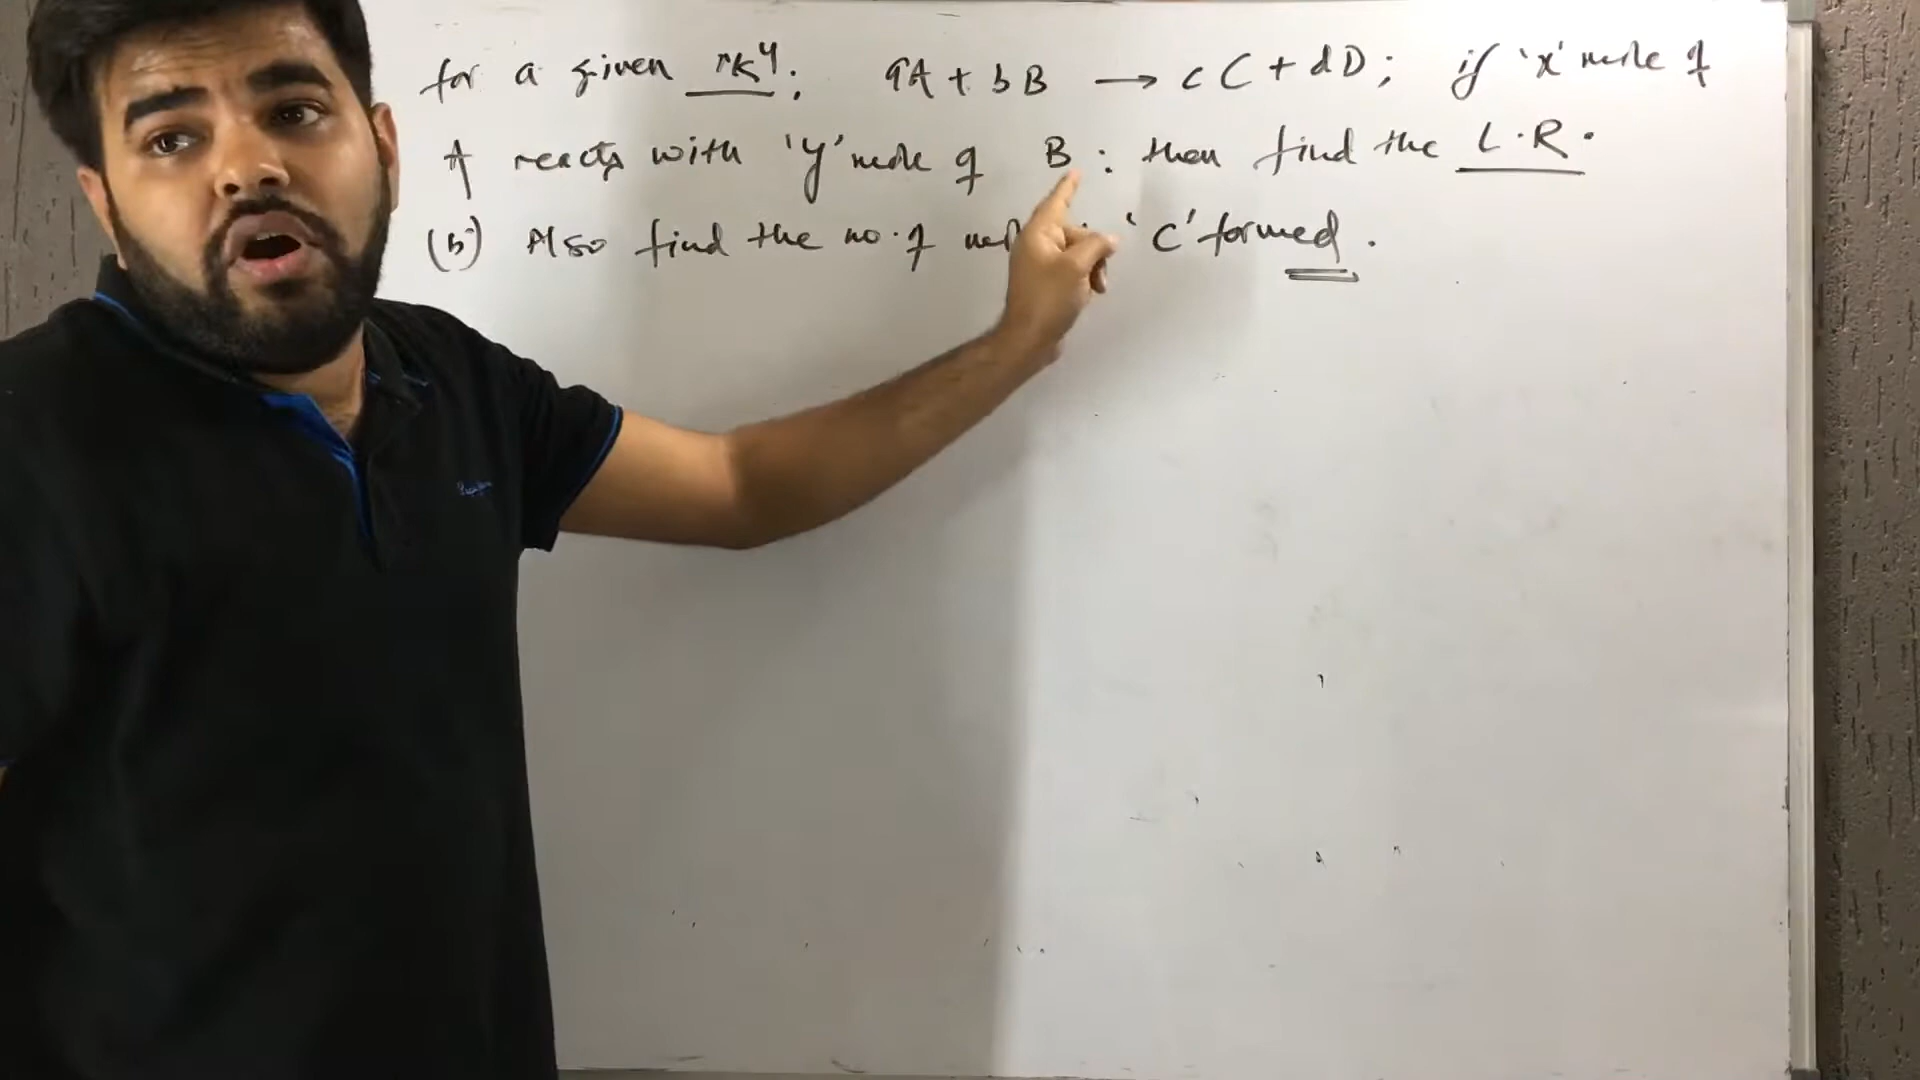 for a given rxⁿ; aA + bB → cC + dD; if 'x' mole of
A reacts with 'y' mole of B: then find the L.R.
(b) Also find the no. of 'C' formed.